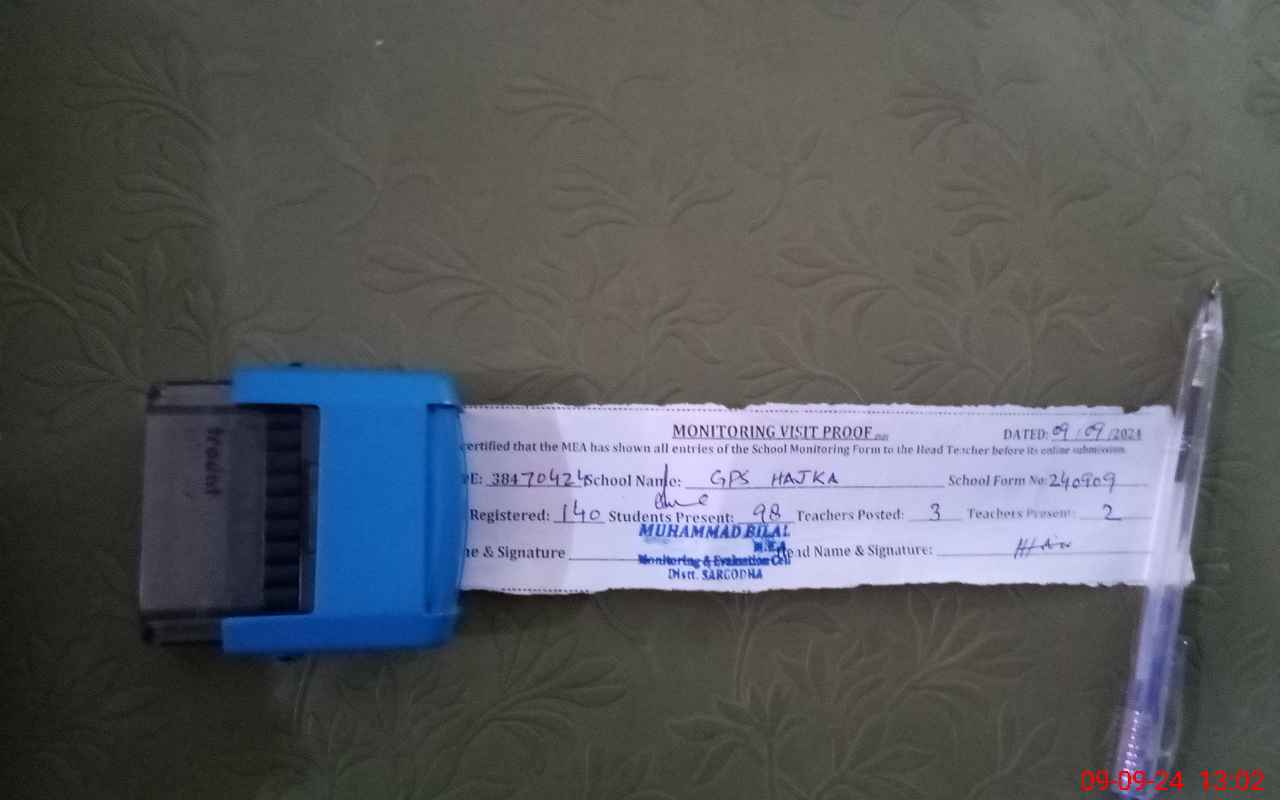 trodat
MONITORING VISIT PROOF
DATED: 09/09/2024
certified that the MEA has shown all entries of the School Monitoring Form to the Head Teacher before its online submission.
E: 38470424 School Name: GPS HAJKA School Form No: 240909
Registered: 140 Students Present: 98 Teachers Posted: 3 Teachers Present: 2
MUHAMMAD BILAL
M.E.A
e & Signature Head Name & Signature:
Monitoring & Evaluation Cell
Distt. SARGODHA
09-09-24 13:02